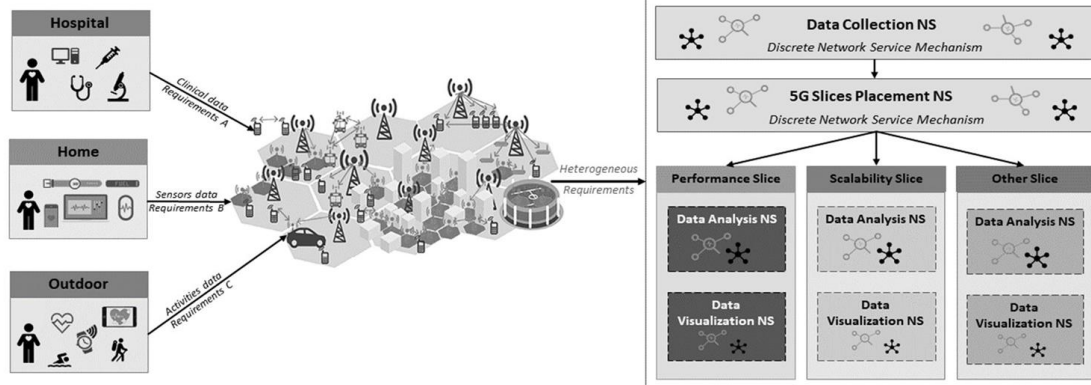 Hospital
Clinical data
Requirements A
Home
Sensors data
Requirements B
Outdoor
Activities data
Requirements C
Heterogeneous
Requirements
Data Collection NS
Discrete Network Service Mechanism
5G Slices Placement NS
Discrete Network Service Mechanism
Performance Slice
Data Analysis NS
Data
Visualization NS
Scalability Slice
Data Analysis NS
Data
Visualization NS
Other Slice
Data Analysis NS
Data
Visualization NS